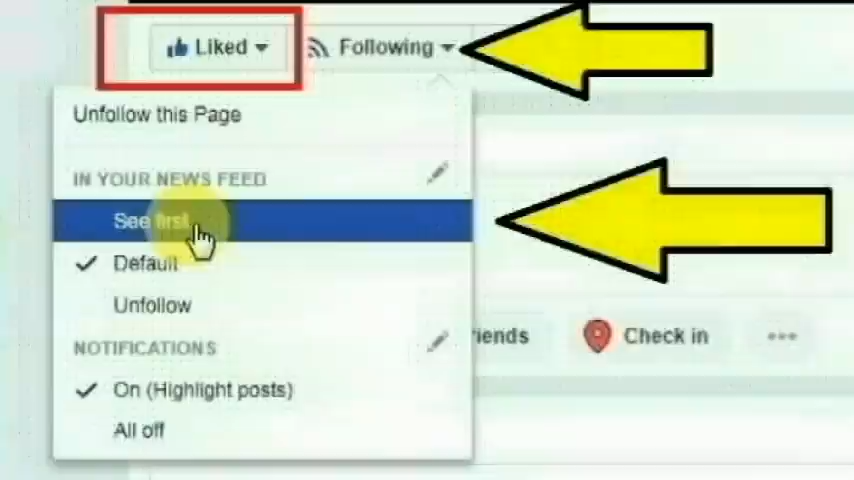 Liked Following
Unfollow this Page
IN YOUR NEWS FEED
See first
Default
Unfollow
NOTIFICATIONS
riends Check in
On (Highlight posts)
All off